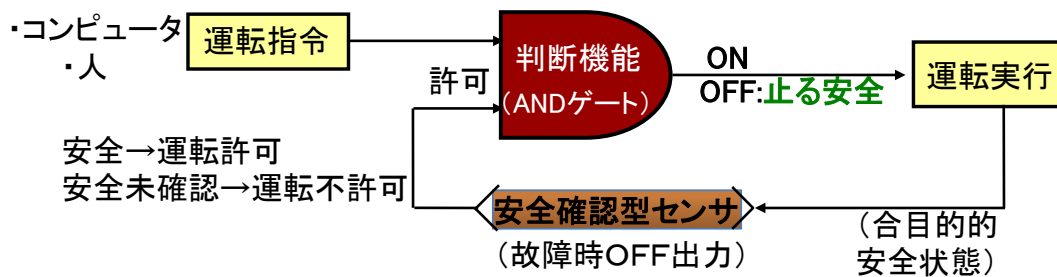 ・コンピュータ
・人
運転指令
許可
判断機能
(ANDゲート)
ON
OFF:止る安全
運転実行
安全→運転許可
安全未確認→運転不許可
安全確認型センサ
(故障時OFF出力)
(合目的的
安全状態)